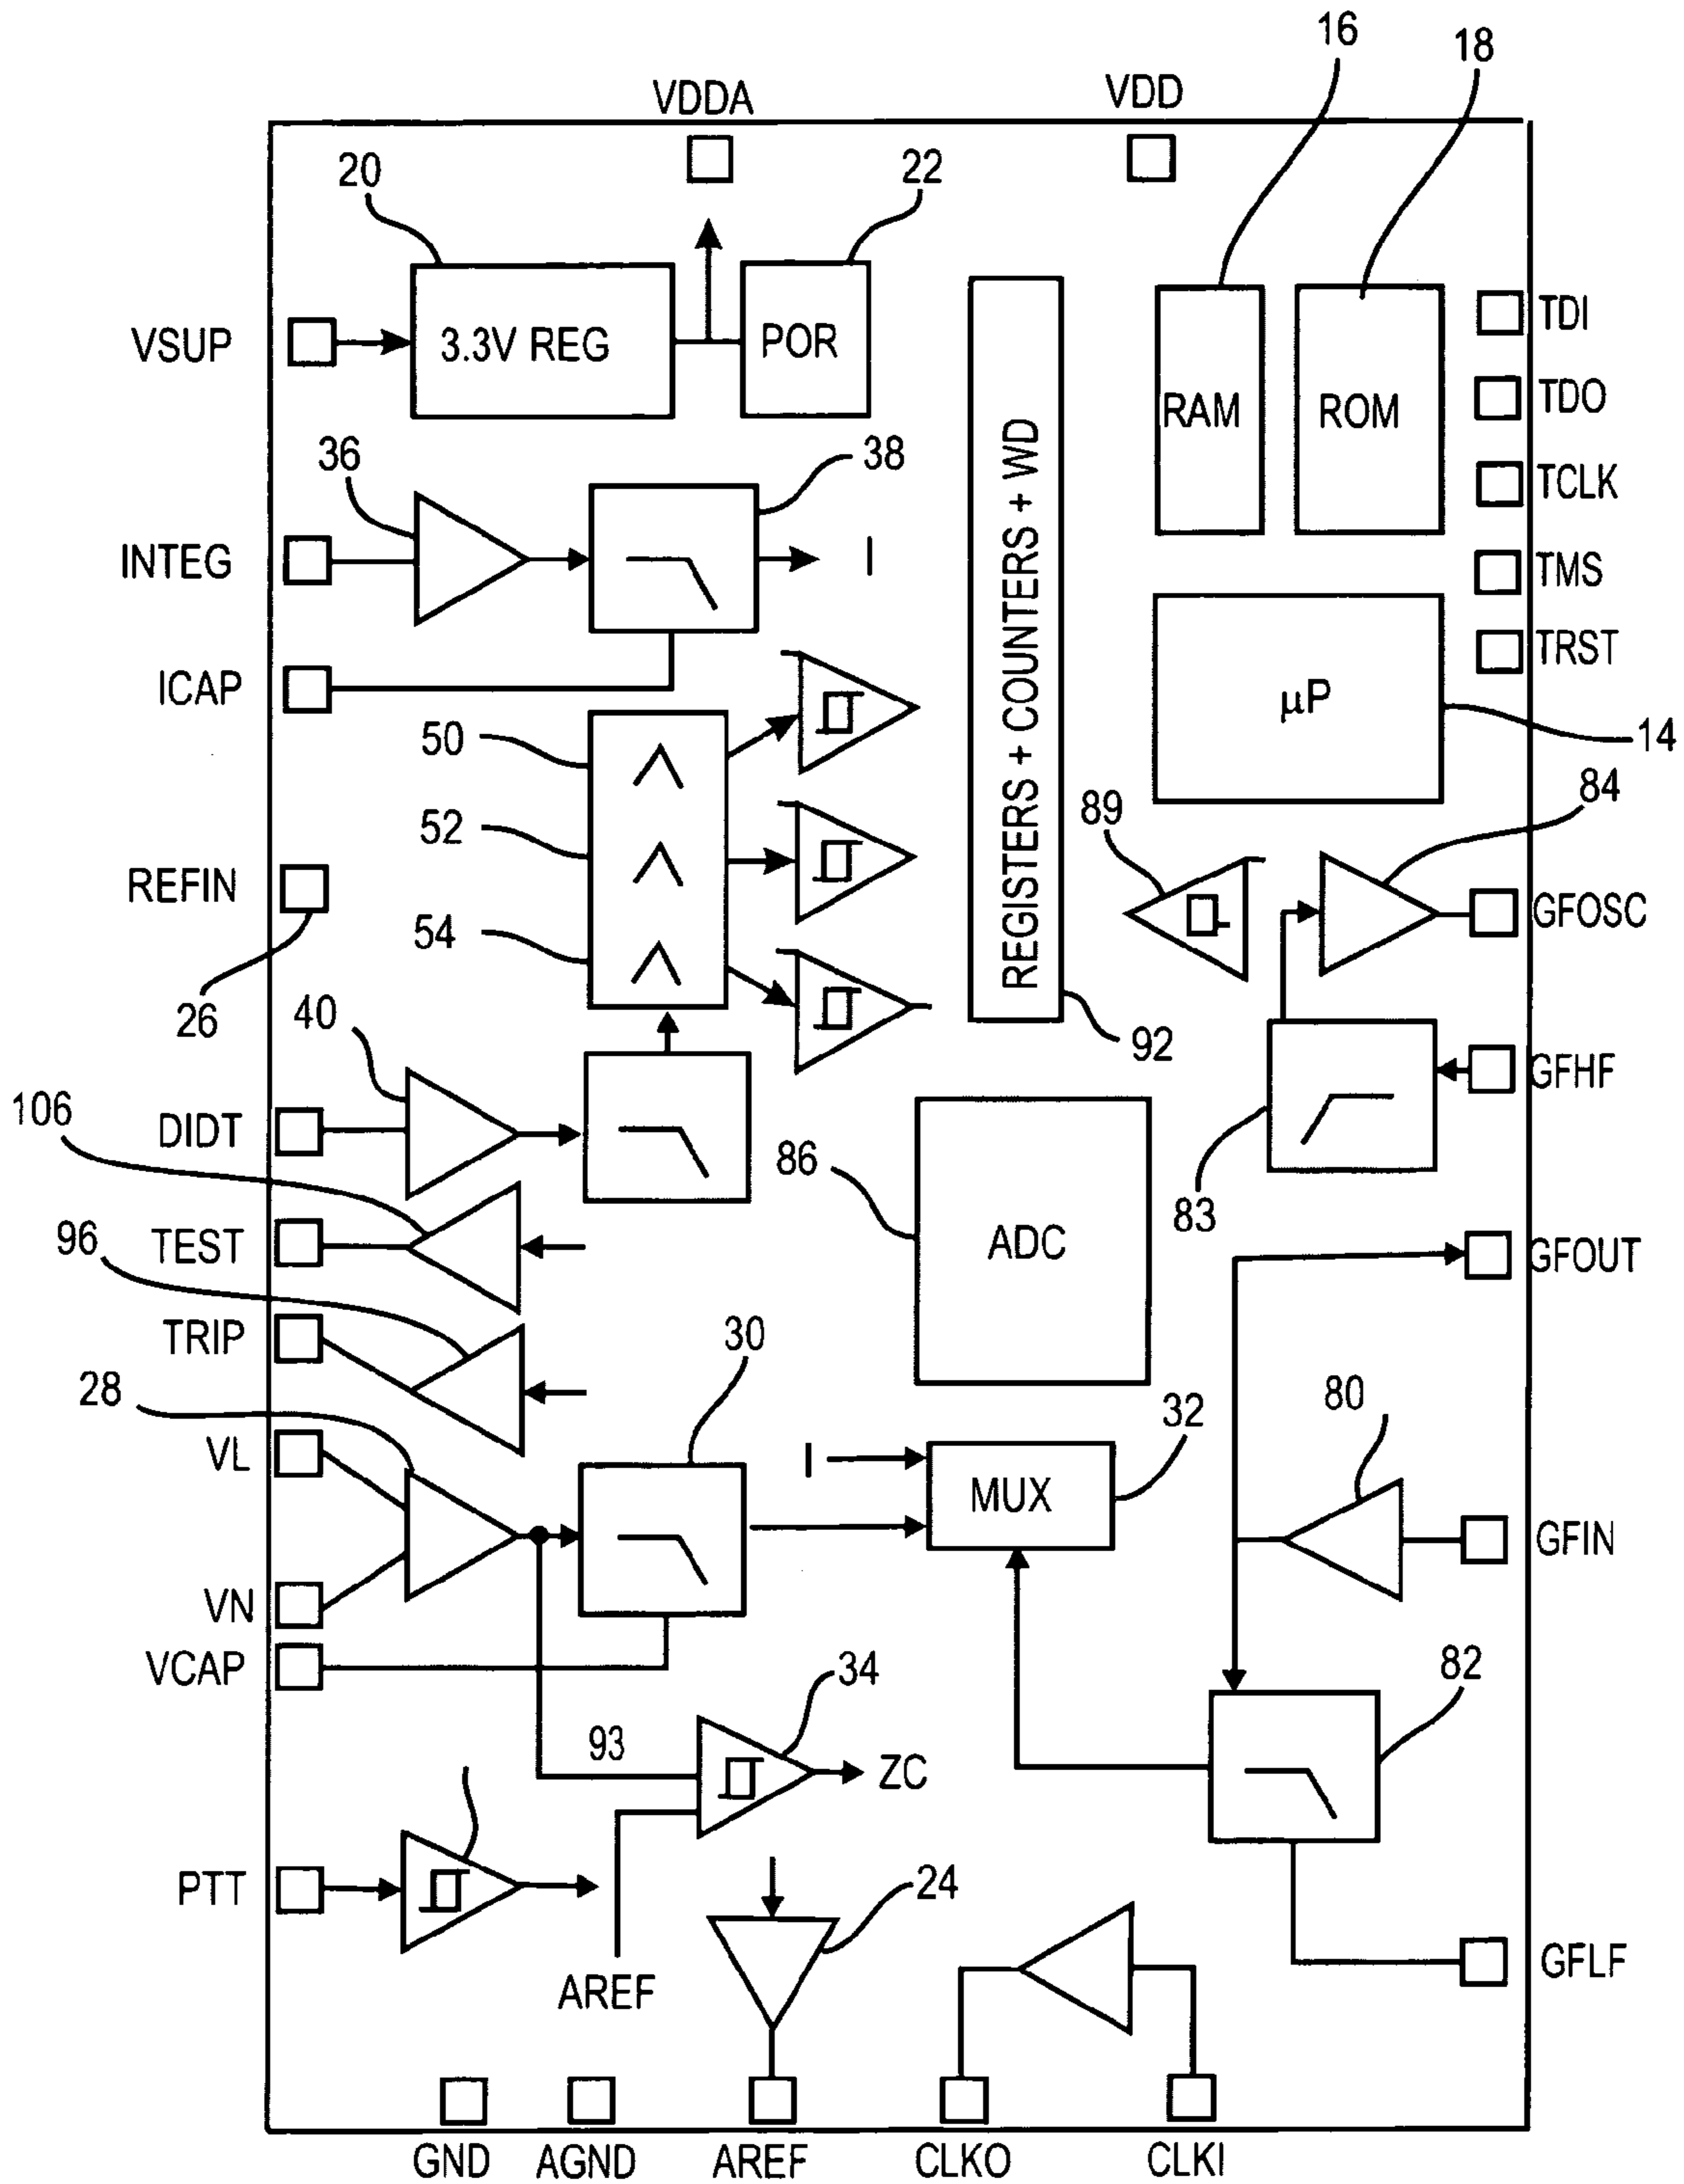 16
18
VDDA
VDD
20
22
VSUP
3.3V REG
POR
RAM
ROM
TDI
TDO
TCLK
TMS
TRST
36
38
INTEG
I
ICAP
REGISTERS + COUNTERS + WD
μP
14
50
52
54
89
84
REFIN
GFOSC
26
40
92
GFHF
106
DIDT
86
83
TEST
ADC
GFOUT
96
TRIP
30
28
80
32
VL
I
MUX
GFIN
VN
VCAP
34
82
93
ZC
PTT
24
AREF
GFLF
GND
AGND
AREF
CLKO
CLKI